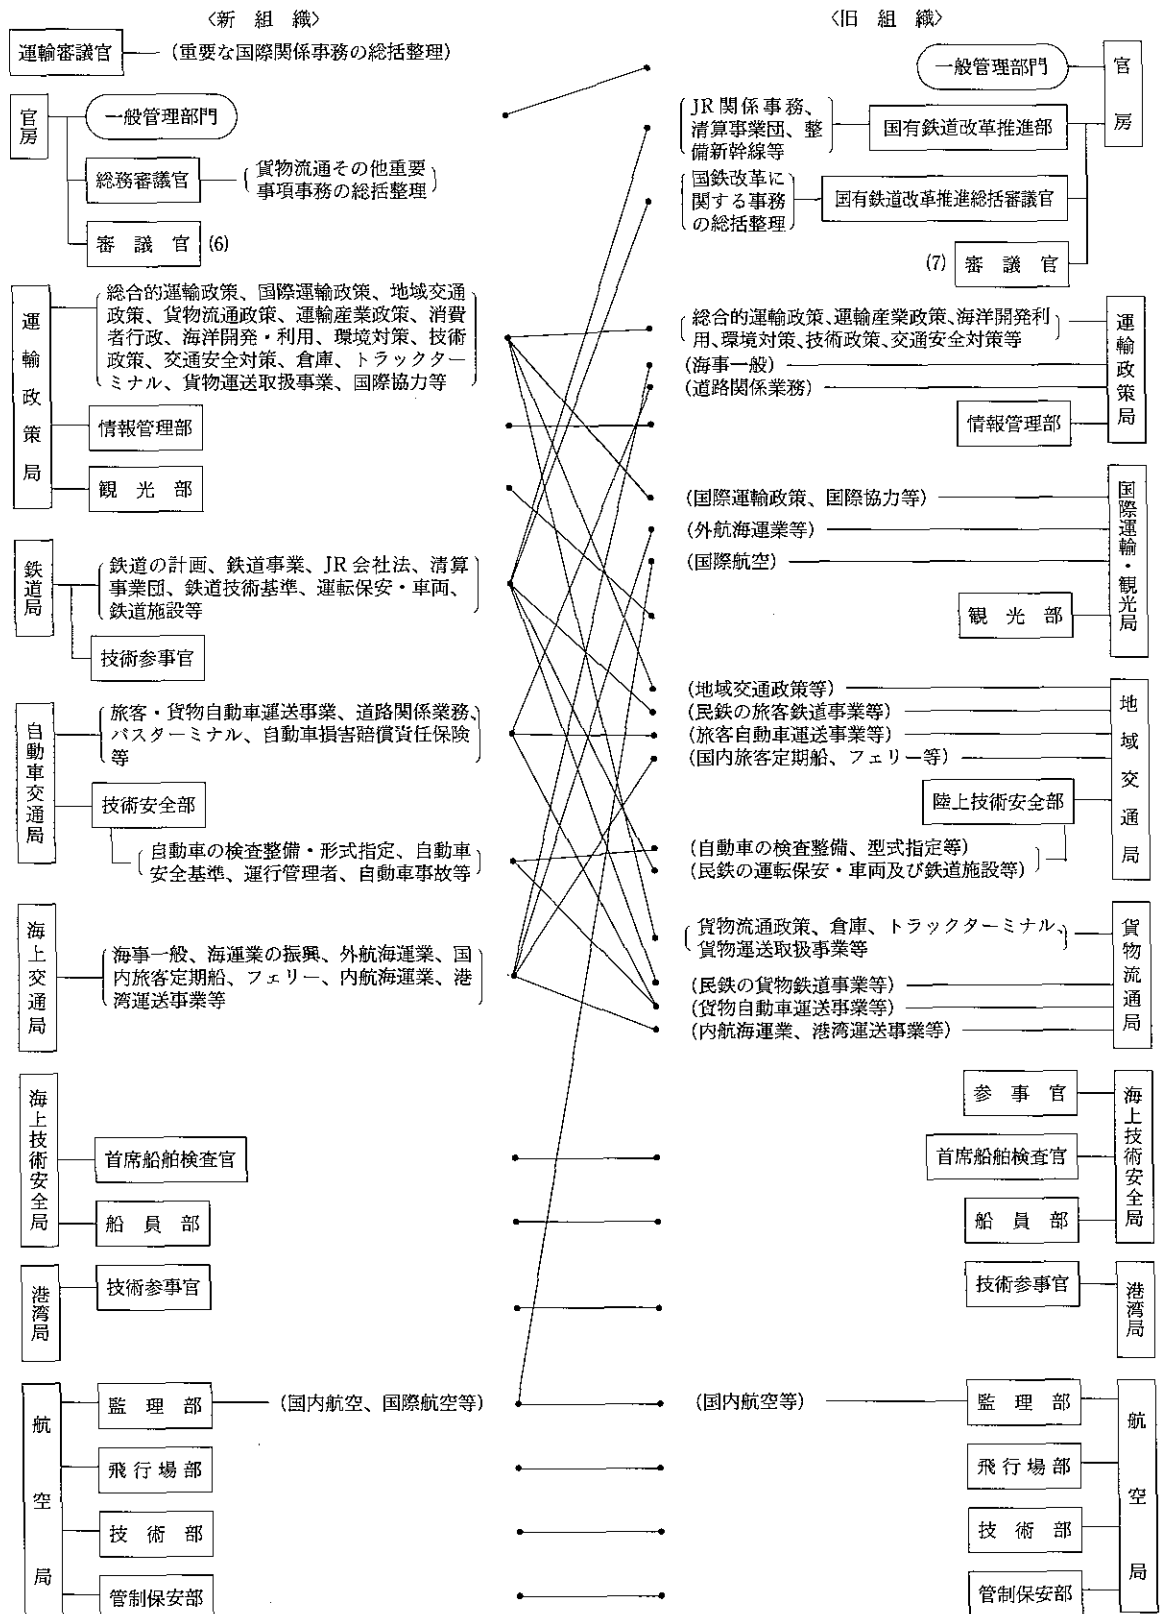 〈新組織〉
運輸審議官
(重要な国際関係事務の総括整理)
官房
一般管理部門
総務審議官
貨物流通その他重要
事項事務の総括整理
審議官
(6)
運輸政策局
総合的運輸政策、国際運輸政策、地域交通
政策、貨物流通政策、運輸産業政策、消費
者行政、海洋開発・利用、環境対策、技術
政策、交通安全対策、倉庫、トラックター
ミナル、貨物運送取扱事業、国際協力等
情報管理部
観光部
鉄道局
鉄道の計画、鉄道事業、JR会社法、清算
事業団、鉄道技術基準、運転保安・車両、
鉄道施設等
技術参事官
自動車交通局
旅客・貨物自動車運送事業、道路関係業務、
バスターミナル、自動車損害賠償責任保険
等
技術安全部
自動車の検査整備・形式指定、自動車
安全基準、運行管理者、自動車事故等
海上交通局
海事一般、海運業の振興、外航海運業、国
内旅客定期船、フェリー、内航海運業、港
湾運送事業等
海上技術安全局
首席船舶検査官
船員部
港湾局
技術参事官
航空局
監理部
(国内航空、国際航空等)
飛行場部
技術部
管制保安部
〈旧組織〉
官房
一般管理部門
JR関係事務、
清算事業団、整
備新幹線等
国有鉄道改革推進部
国鉄改革に
関する事務
の総括整理
国有鉄道改革推進総括審議官
(7)
審議官
運輸政策局
総合的運輸政策、運輸産業政策、海洋開発利
用、環境対策、技術政策、交通安全対策等
(海事一般)
(道路関係業務)
情報管理部
国際運輸・観光局
(国際運輸政策、国際協力等)
(外航海運業等)
(国際航空)
観光部
地域交通局
(地域交通政策等)
(民鉄の旅客鉄道事業等)
(旅客自動車運送事業等)
(国内旅客定期船、フェリー等)
陸上技術安全部
(自動車の検査整備、型式指定等)
(民鉄の運転保安・車両及び鉄道施設等)
貨物流通局
貨物流通政策、倉庫、トラックターミナル、
貨物運送取扱事業等
(民鉄の貨物鉄道事業等)
(貨物自動車運送事業等)
(内航海運業、港湾運送事業等)
海上技術安全局
参事官
首席船舶検査官
船員部
港湾局
技術参事官
航空局
(国内航空等)
監理部
飛行場部
技術部
管制保安部